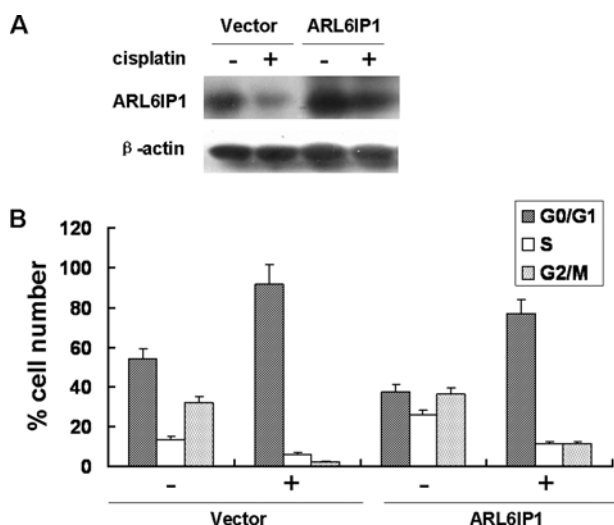 A
Vector ARL6IP1
cisplatin - + - +
ARL6IP1
β-actin
B
G0/G1
S
G2/M
% cell number
120
100
80
60
40
20
0
- + - +
Vector ARL6IP1